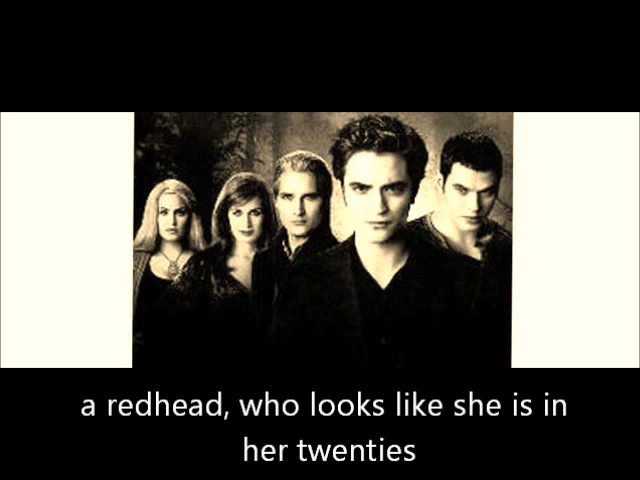 a redhead, who looks like she is in
her twenties